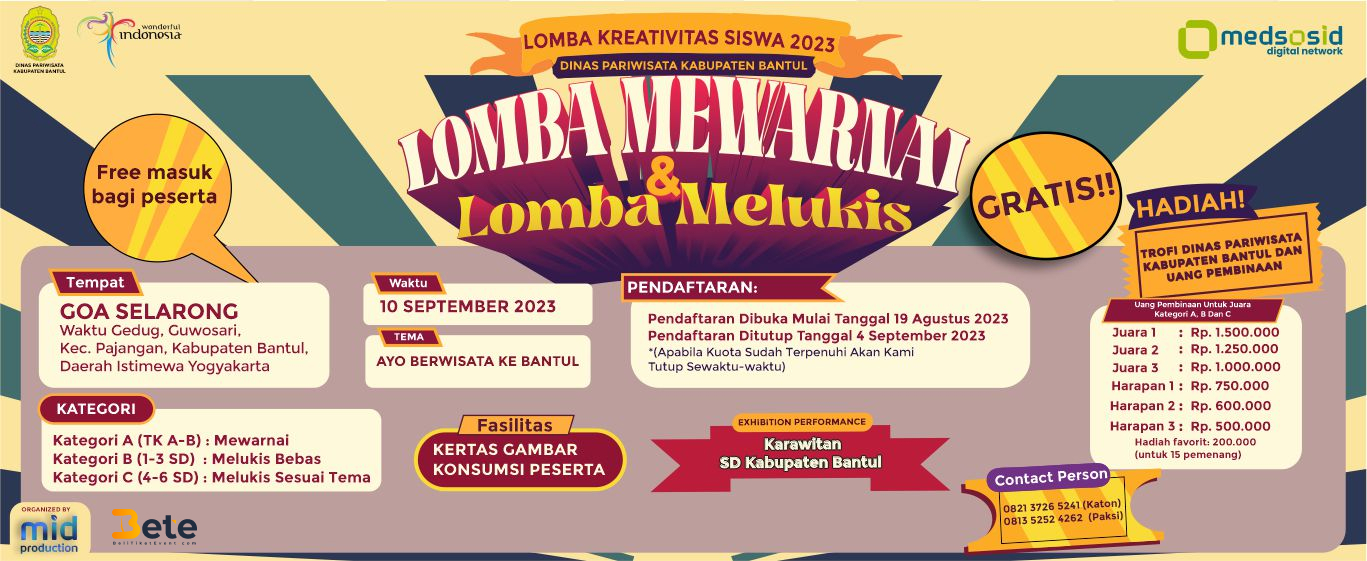 DINAS PARIWISATA
KABUPATEN BANTUL
wonderful
indonesia
LOMBA KREATIVITAS SISWA 2023
DINAS PARIWISATA KABUPATEN BANTUL
medsosid
digital network
LOMBA MEWARNAI
&
Lomba Melukis
Free masuk
bagi peserta
GRATIS!!
HADIAH!
TROFI DINAS PARIWISATA
KABUPATEN BANTUL DAN
UANG PEMBINAAN
Tempat
GOA SELARONG
Waktu Gedug, Guwosari,
Kec. Pajangan, Kabupaten Bantul,
Daerah Istimewa Yogyakarta
Waktu
10 SEPTEMBER 2023
TEMA
AYO BERWISATA KE BANTUL
PENDAFTARAN:
Pendaftaran Dibuka Mulai Tanggal 19 Agustus 2023
Pendaftaran Ditutup Tanggal 4 September 2023
*(Apabila Kuota Sudah Terpenuhi Akan Kami
Tutup Sewaktu-waktu)
Uang Pembinaan Untuk Juara
Kategori A, B Dan C
Juara 1 : Rp. 1.500.000
Juara 2 : Rp. 1.250.000
Juara 3 : Rp. 1.000.000
Harapan 1 : Rp. 750.000
Harapan 2 : Rp. 600.000
Harapan 3 : Rp. 500.000
Hadiah favorit: 200.000
(untuk 15 pemenang)
KATEGORI
Kategori A (TK A-B) : Mewarnai
Kategori B (1-3 SD) : Melukis Bebas
Kategori C (4-6 SD) : Melukis Sesuai Tema
Fasilitas
KERTAS GAMBAR
KONSUMSI PESERTA
EXHIBITION PERFORMANCE
Karawitan
SD Kabupaten Bantul
Contact Person
0821 3726 5241 (Katon)
0813 5252 4262 (Paksi)
ORGANIZED BY
mid
production
Bete
BeliTiketEvent.com